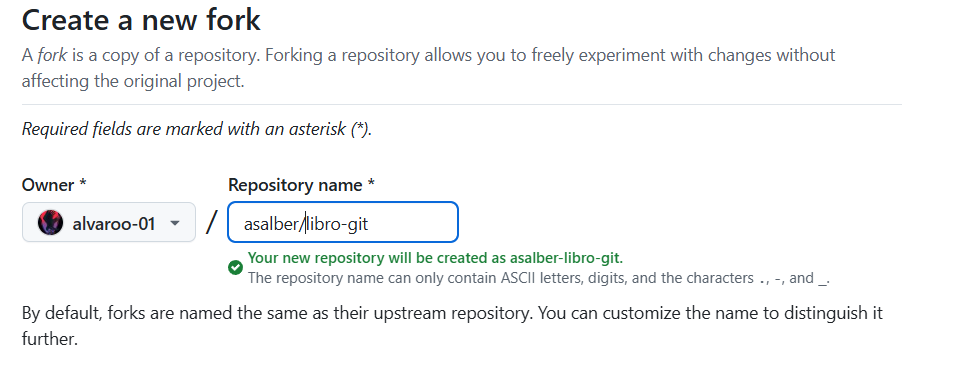 Create a new fork
A fork is a copy of a repository. Forking a repository allows you to freely experiment with changes without
affecting the original project.
Required fields are marked with an asterisk (*).
Owner * Repository name *
alvaroo-01 / asalber/libro-git
Your new repository will be created as asalber-libro-git.
The repository name can only contain ASCII letters, digits, and the characters ., -, and _.
By default, forks are named the same as their upstream repository. You can customize the name to distinguish it
further.